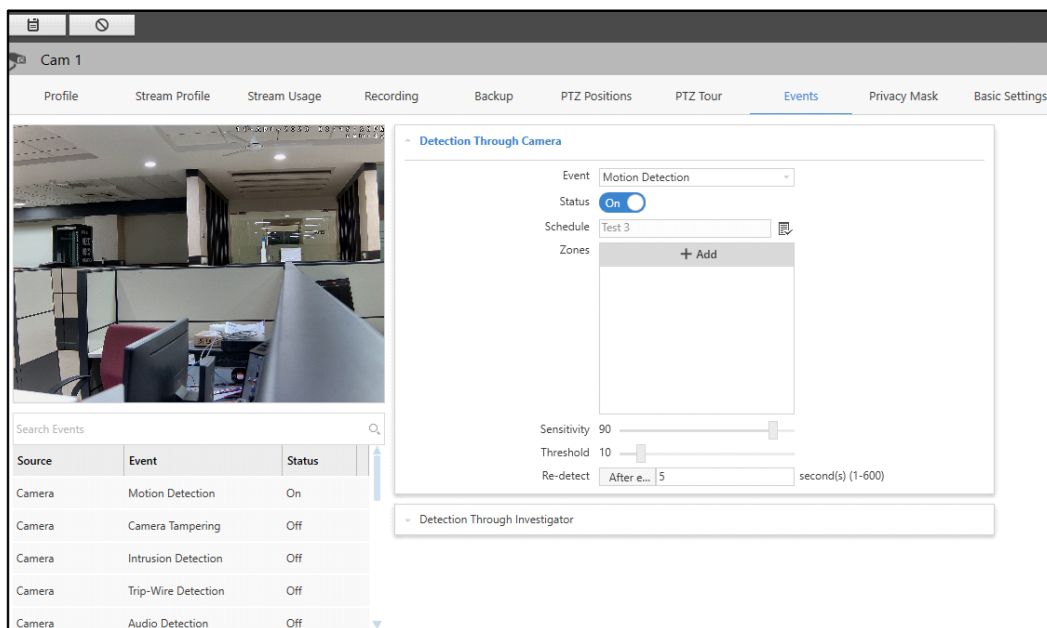 Cam 1
Profile Stream Profile Stream Usage Recording Backup PTZ Positions PTZ Tour Events Privacy Mask Basic Settings
Detection Through Camera
Event Motion Detection
Status On
Schedule Test 3
Zones + Add
Sensitivity 90
Threshold 10
Re-detect After e... 5 second(s) (1-600)
Detection Through Investigator
Search Events
Source Event Status
Camera Motion Detection On
Camera Camera Tampering Off
Camera Intrusion Detection Off
Camera Trip-Wire Detection Off
Camera Audio Detection Off